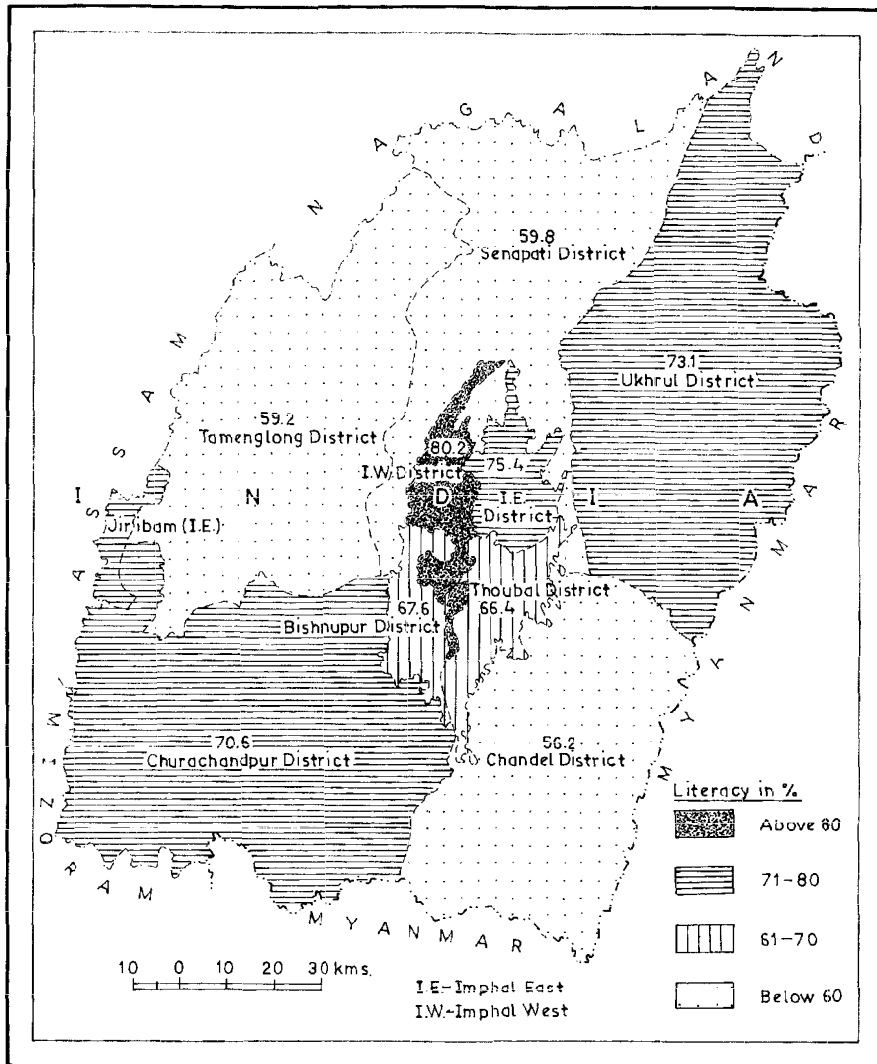 N A G A L A N D
59.8
Senapati District
73.1
Ukhrul District
59.2
Tamenglong District
80.2
I.W. District
75.4
I.E.
District
I N D I A
Jiribam (I.E.)
A S S A M
Thoubal District
66.4
67.6
Bishnupur District
70.6
Churachandpur District
56.2
Chandel District
M I Z O R A M
M Y A N M A R
M Y A N M A R
Literacy in %
Above 80
71-80
61-70
Below 60
10 0 10 20 30 kms.
I.E.-Imphal East
I.W.-Imphal West